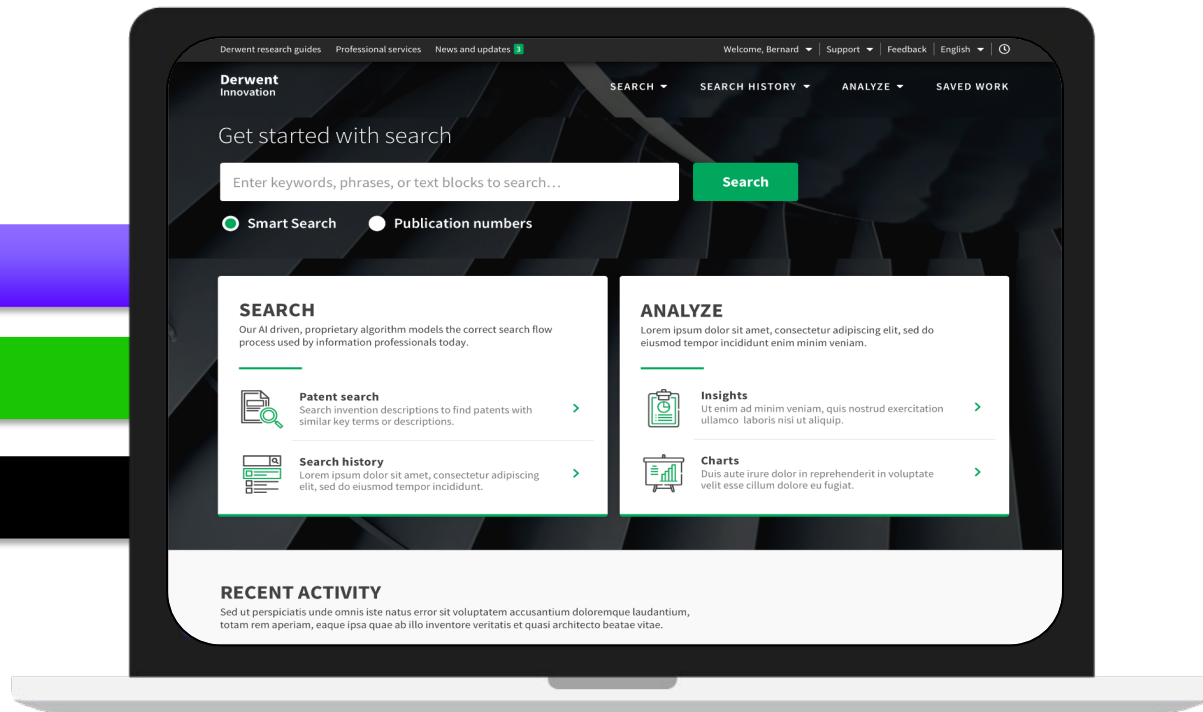 Derwent research guides Professional services News and updates 3 Welcome, Bernard Support Feedback English
Derwent
Innovation
SEARCH SEARCH HISTORY ANALYZE SAVED WORK
Get started with search
Enter keywords, phrases, or text blocks to search...
Search
Smart Search Publication numbers
SEARCH
Our AI driven, proprietary algorithm models the correct search flow
process used by information professionals today.
Patent search
Search invention descriptions to find patents with
similar key terms or descriptions.
Search history
Lorem ipsum dolor sit amet, consectetur adipiscing
elit, sed do eiusmod tempor incididunt.
ANALYZE
Lorem ipsum dolor sit amet, consectetur adipiscing elit, sed do
eiusmod tempor incididunt enim minim veniam.
Insights
Ut enim ad minim veniam, quis nostrud exercitation
ullamco laboris nisi ut aliquip.
Charts
Duis aute irure dolor in reprehenderit in voluptate
velit esse cillum dolore eu fugiat.
RECENT ACTIVITY
Sed ut perspiciatis unde omnis iste natus error sit voluptatem accusantium doloremque laudantium,
totam rem aperiam, eaque ipsa quae ab illo inventore veritatis et quasi architecto beatae vitae.